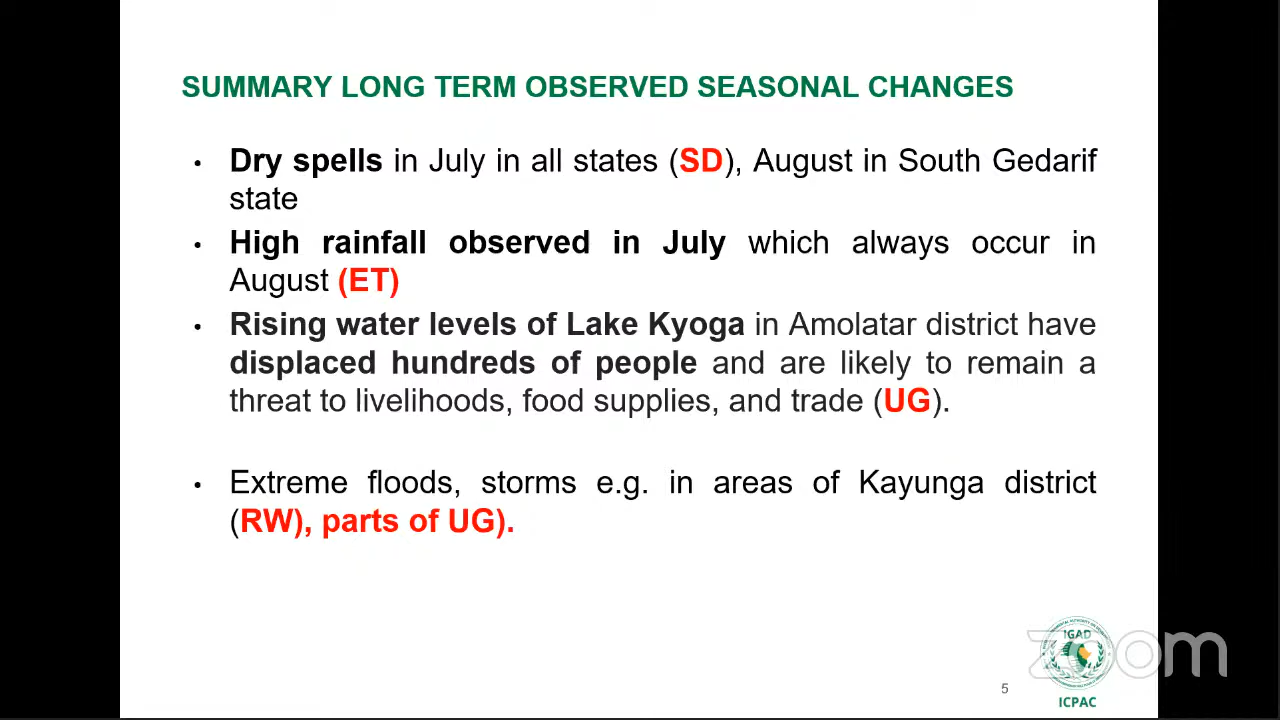 SUMMARY LONG TERM OBSERVED SEASONAL CHANGES
• Dry spells in July in all states (SD), August in South Gedarif
state
• High rainfall observed in July which always occur in
August (ET)
• Rising water levels of Lake Kyoga in Amolatar district have
displaced hundreds of people and are likely to remain a
threat to livelihoods, food supplies, and trade (UG).
• Extreme floods, storms e.g. in areas of Kayunga district
(RW), parts of UG).
IGAD
zoom
5
ICPAC